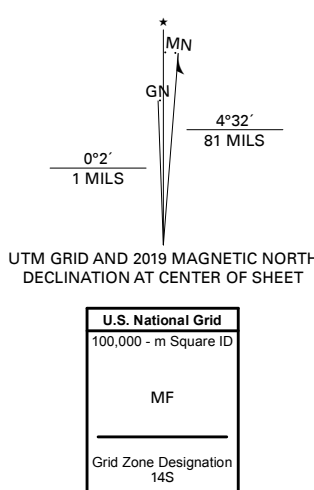 ★
MN
GN
4°32´
81 MILS
0°2´
1 MILS
UTM GRID AND 2019 MAGNETIC NORTH
DECLINATION AT CENTER OF SHEET
U.S. National Grid
100,000 - m Square ID
MF
Grid Zone Designation
14S